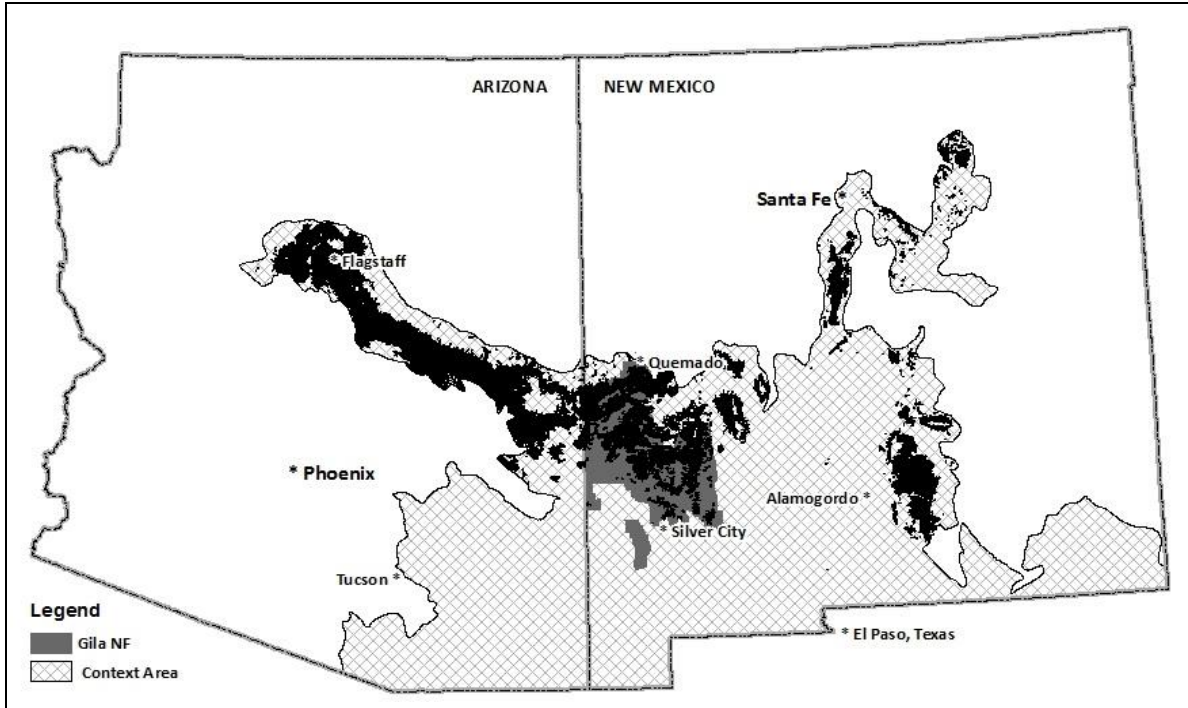 ARIZONA
NEW MEXICO
Santa Fe *
* Flagstaff
* Quemado
* Phoenix
Alamogordo *
* Silver City
Tucson *
Legend
Gila NF
Context Area
* El Paso, Texas